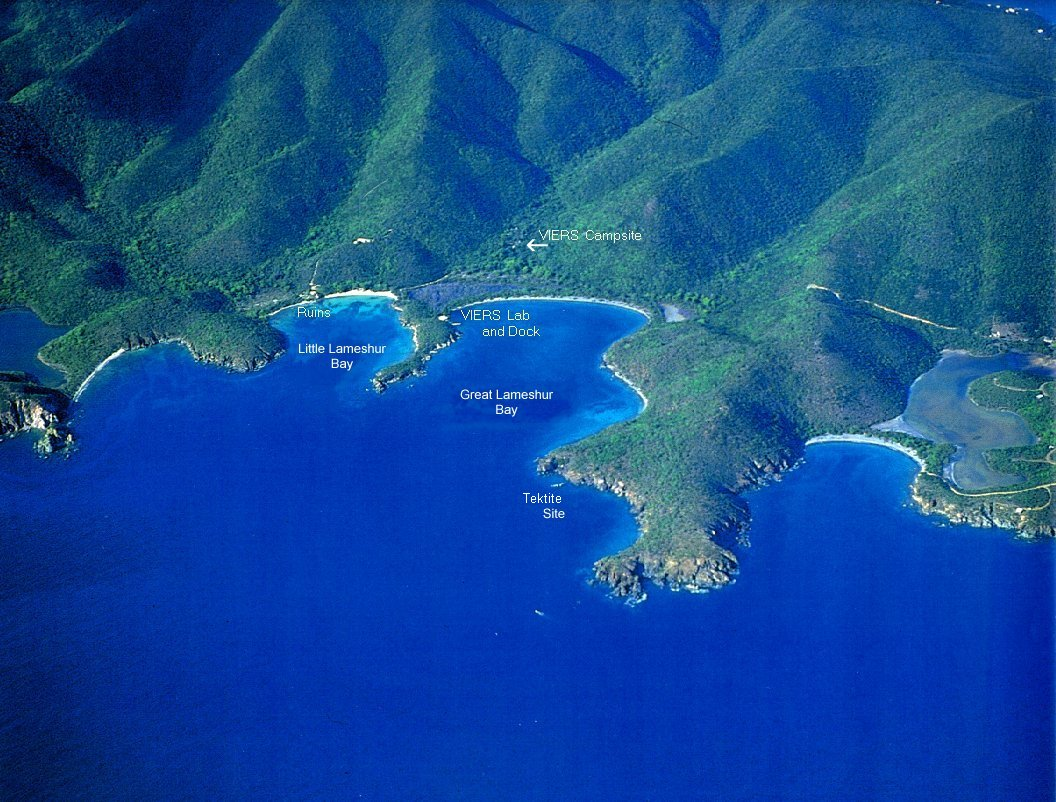 VIERS Campsite
Ruins
VIERS Lab
and Dock
Little Lameshur
Bay
Great Lameshur
Bay
Tektite
Site